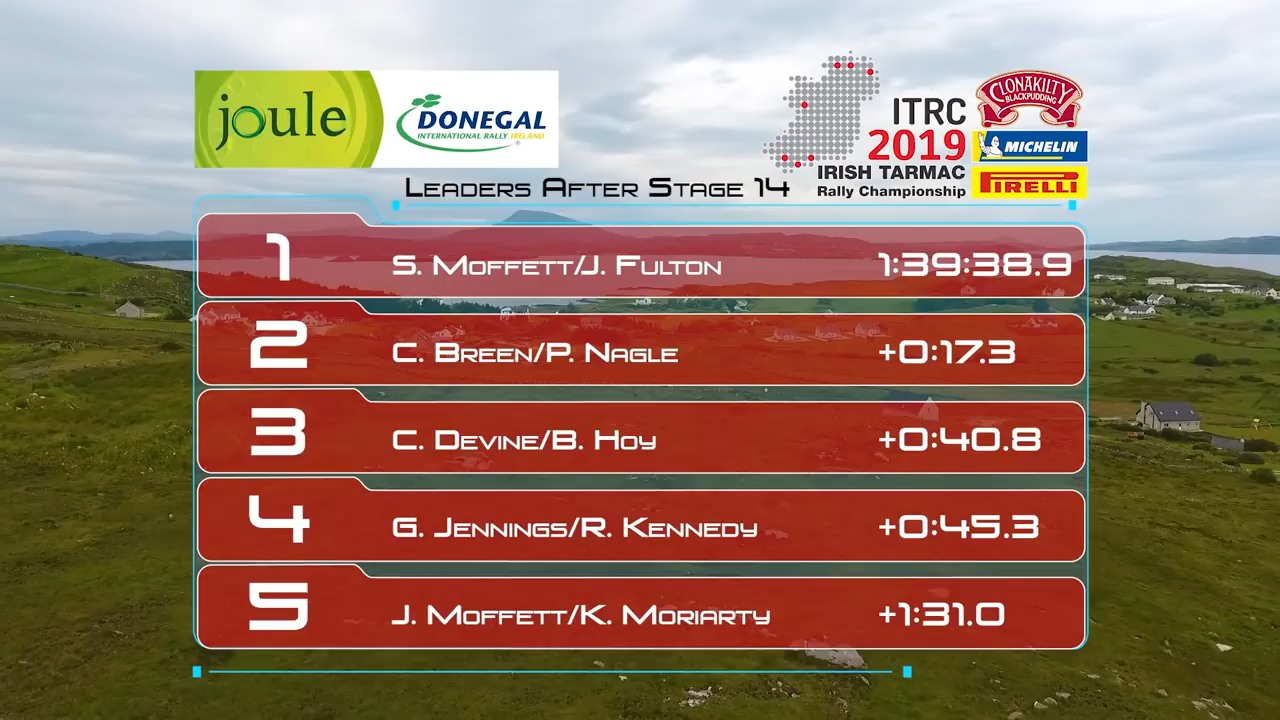 joule
DONEGAL
INTERNATIONAL RALLY IRELAND
ITRC
2019
IRISH TARMAC
Rally Championship
CLONAKILTY
BLACKPUDDING
MICHELIN
PIRELLI
Leaders After Stage 14
1 S. Moffett/J. Fulton 1:39:38.9
2 C. Breen/P. Nagle +0:17.3
3 C. Devine/B. Hoy +0:40.8
4 G. Jennings/R. Kennedy +0:45.3
5 J. Moffett/K. Moriarty +1:31.0